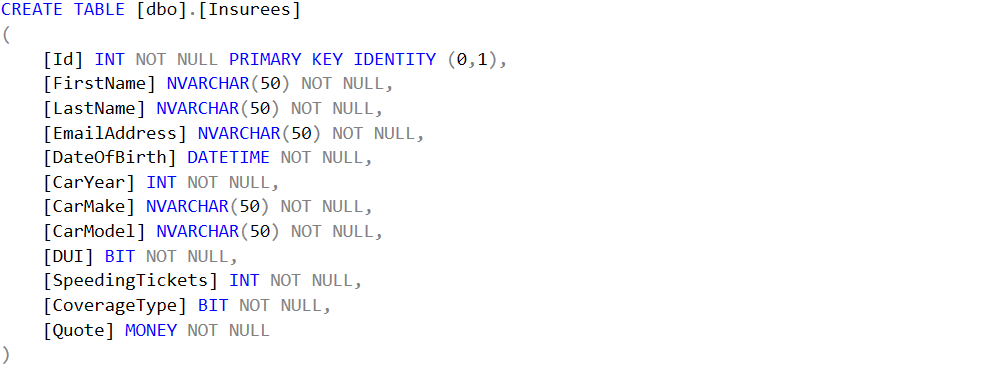 CREATE TABLE [dbo].[Insurees]
(
    [Id] INT NOT NULL PRIMARY KEY IDENTITY (0,1),
    [FirstName] NVARCHAR(50) NOT NULL,
    [LastName] NVARCHAR(50) NOT NULL,
    [EmailAddress] NVARCHAR(50) NOT NULL,
    [DateOfBirth] DATETIME NOT NULL,
    [CarYear] INT NOT NULL,
    [CarMake] NVARCHAR(50) NOT NULL,
    [CarModel] NVARCHAR(50) NOT NULL,
    [DUI] BIT NOT NULL,
    [SpeedingTickets] INT NOT NULL,
    [CoverageType] BIT NOT NULL,
    [Quote] MONEY NOT NULL
)